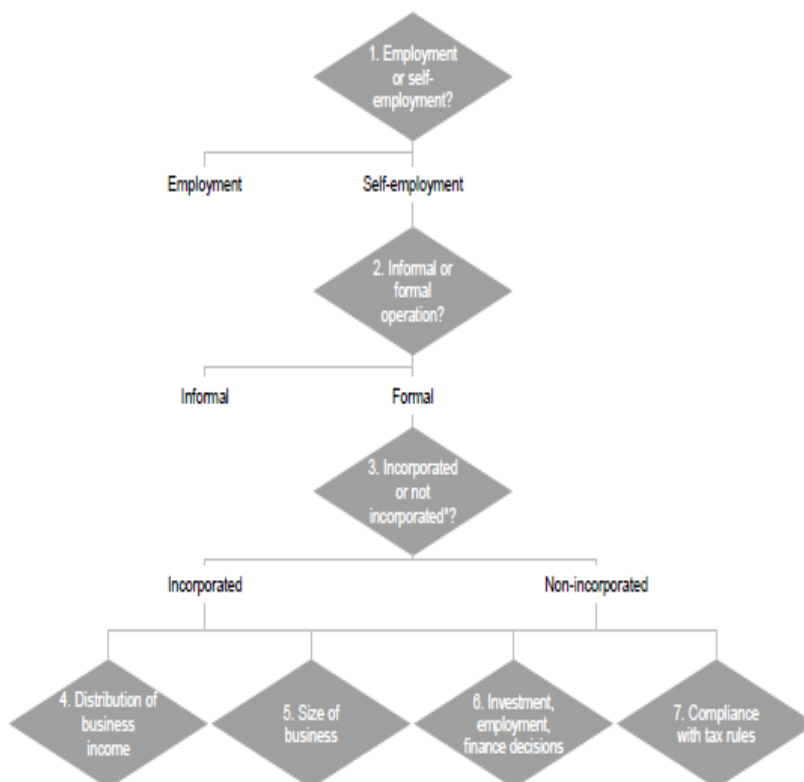 1. Employment
or self-
employment?
Employment
Self-employment
2. Informal or
formal
operation?
Informal
Formal
3. Incorporated
or not
incorporated*?
Incorporated
Non-incorporated
4. Distribution of
business
income
5. Size of
business
6. Investment,
employment,
finance decisions
7. Compliance
with tax rules